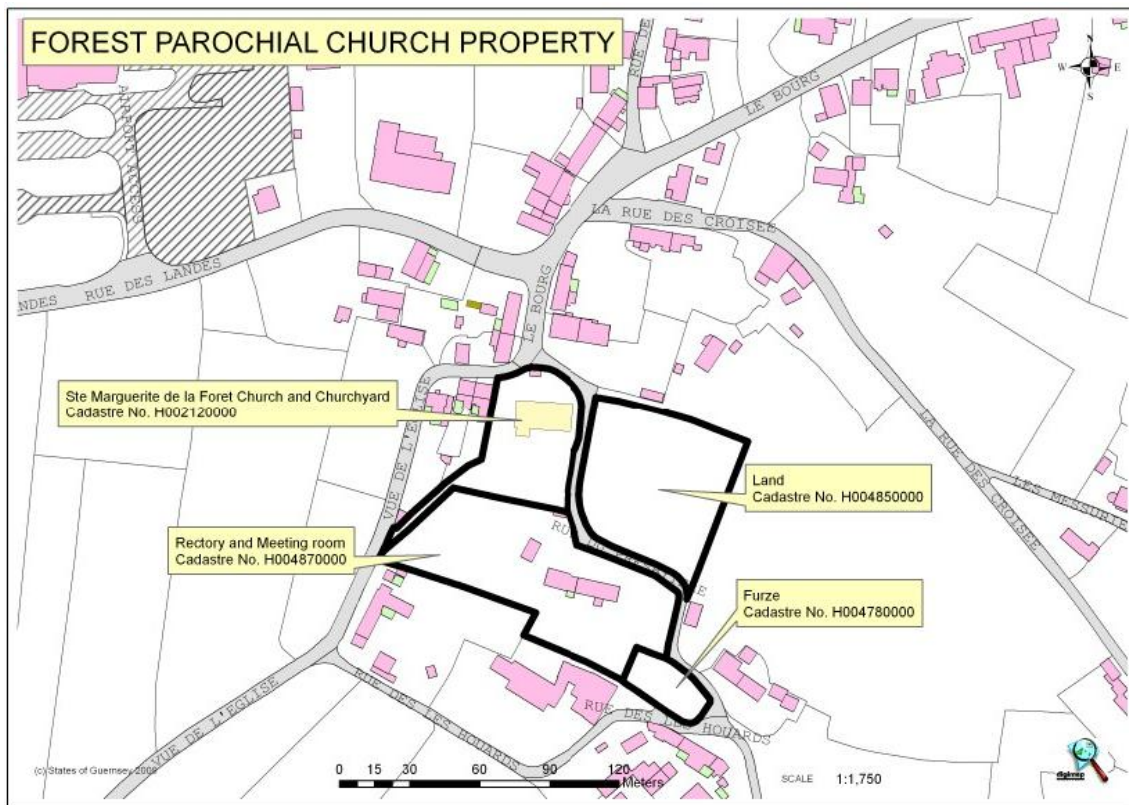 FOREST PAROCHIAL CHURCH PROPERTY
N
W E
S
RUE DE
LE BOURG
AIRPORT ACCESS
LA RUE DES CROISEE
NDES RUE DES LANDES
LE BOURG
Ste Marguerite de la Foret Church and Churchyard
Cadastre No. H002120000
VUE DE L'EGLISE
LA RUE DES CROISEE
LES MESSURIE
Land
Cadastre No. H004850000
Rectory and Meeting room
Cadastre No. H004870000
Furze
Cadastre No. H004780000
RUE DES LES HOUARDS
VUE DE L'EGLISE
RUE DES LES HOUARDS
(c) States of Guernsey
0 15 30 60 90 120
Meters
SCALE 1:1,750
digimap